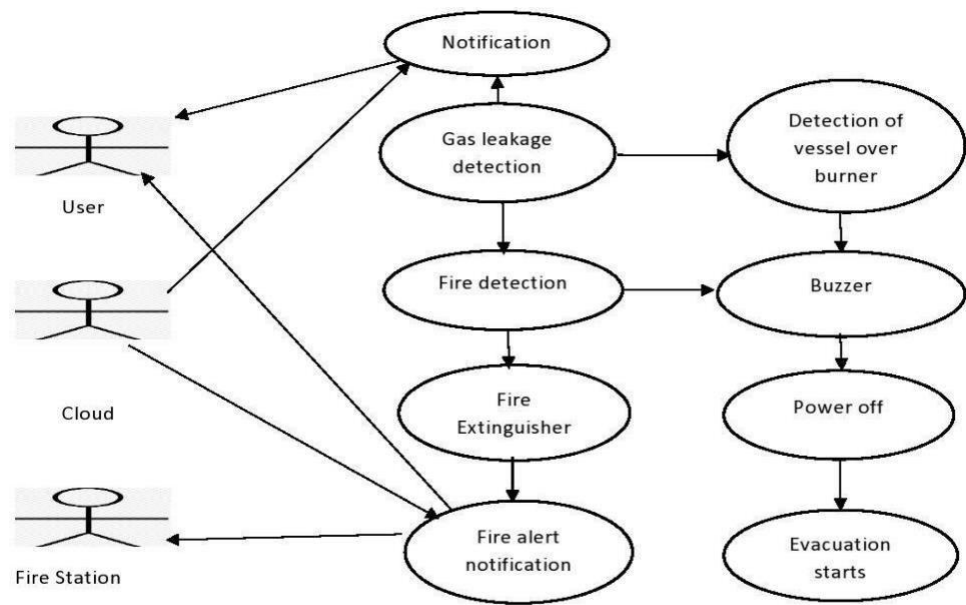 Notification
Gas leakage
detection
Detection of
vessel over
burner
User
Fire detection
Buzzer
Cloud
Fire
Extinguisher
Power off
Fire Station
Fire alert
notification
Evacuation
starts